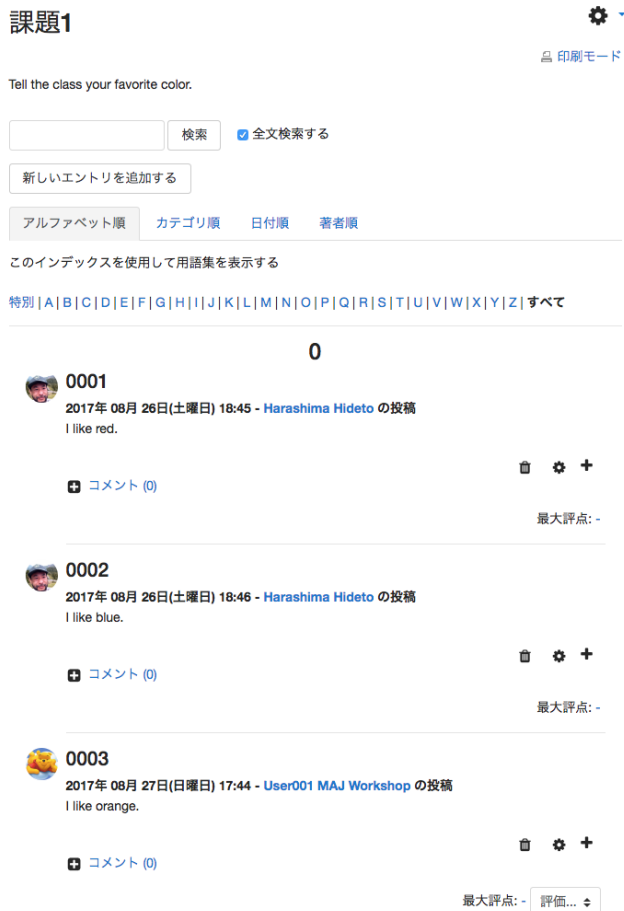 課題1
印刷モード
Tell the class your favorite color.
検索 全文検索する
新しいエントリを追加する
アルファベット順 カテゴリ順 日付順 著者順
このインデックスを使用して用語集を表示する
特別 | A | B | C | D | E | F | G | H | I | J | K | L | M | N | O | P | Q | R | S | T | U | V | W | X | Y | Z | すべて
0
0001
2017年 08月 26日(土曜日) 18:45 - Harashima Hideto の投稿
I like red.
コメント (0)
最大評点: -
0002
2017年 08月 26日(土曜日) 18:46 - Harashima Hideto の投稿
I like blue.
コメント (0)
最大評点: -
0003
2017年 08月 27日(日曜日) 17:44 - User001 MAJ Workshop の投稿
I like orange.
コメント (0)
最大評点: - 評価...